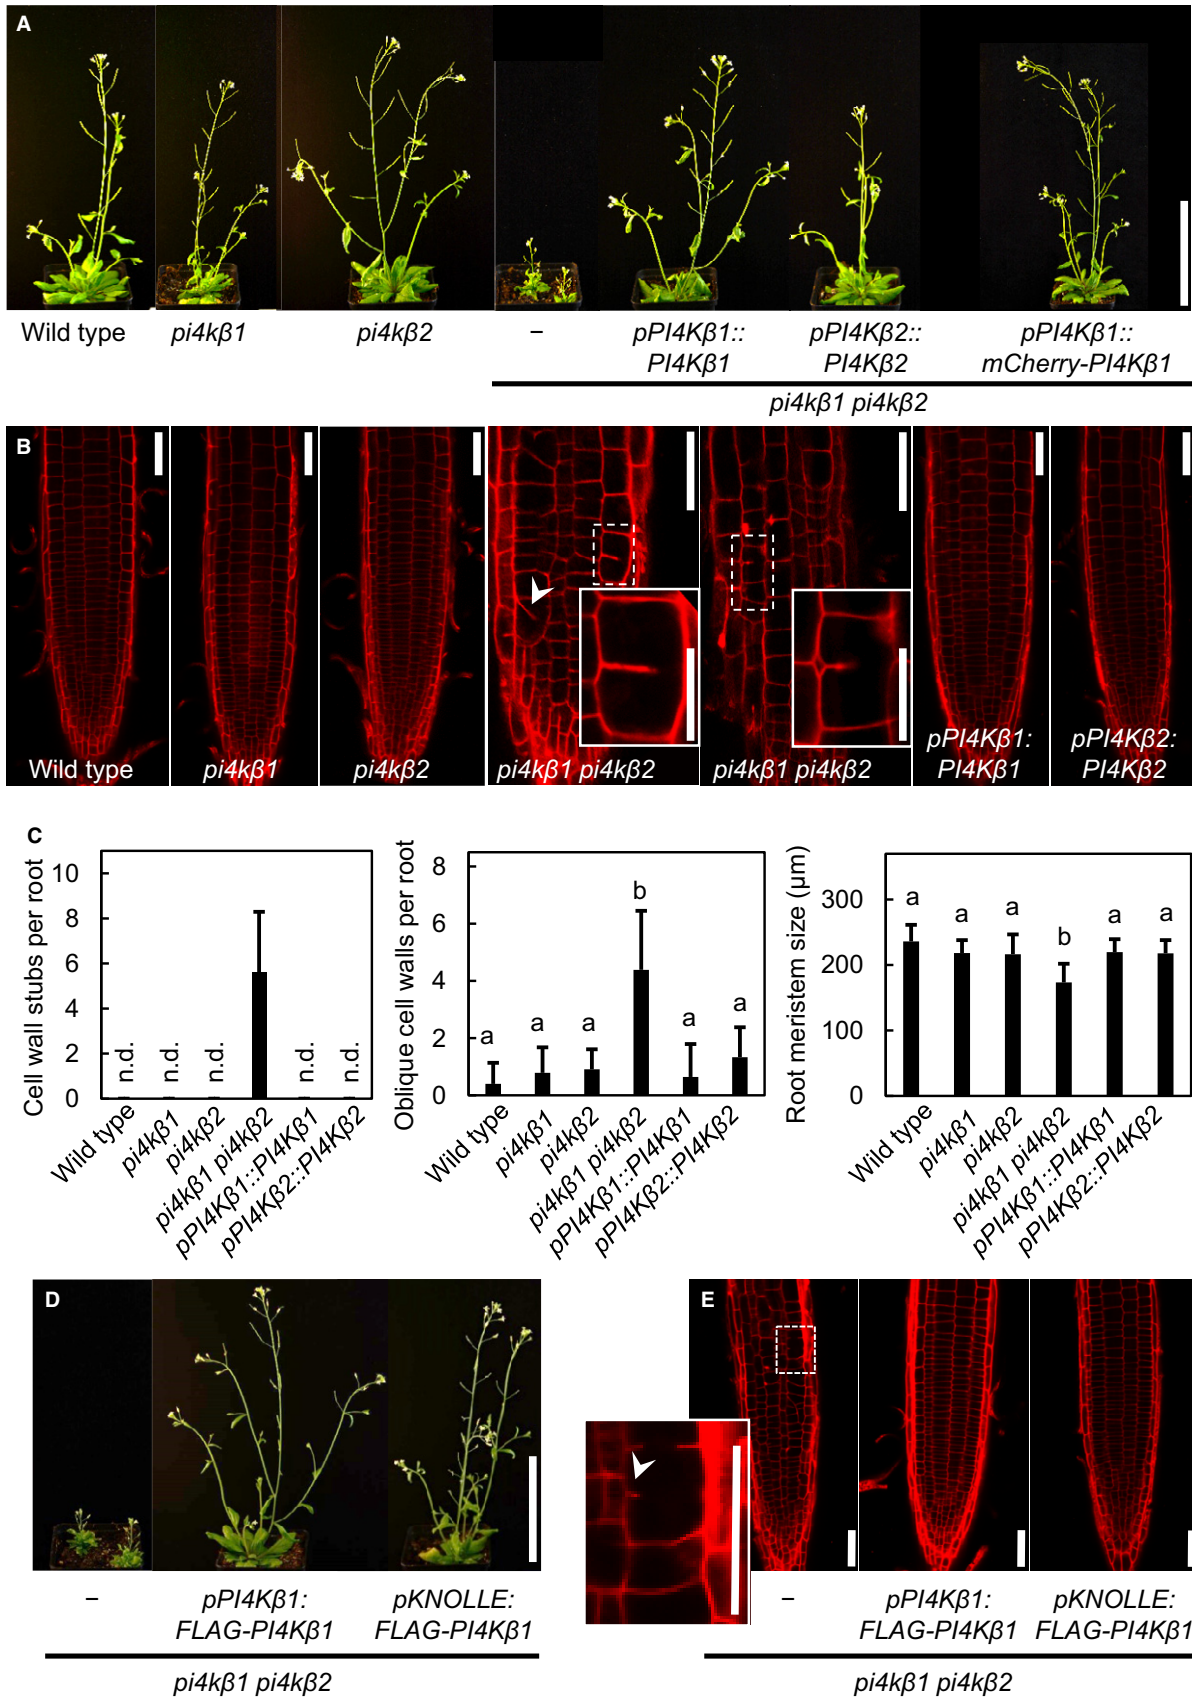 A
Wild type
pi4kβ1
pi4kβ2
–
pPI4Kβ1::
PI4Kβ1
pPI4Kβ2::
PI4Kβ2
pPI4Kβ1::
mCherry-PI4Kβ1
pi4kβ1 pi4kβ2
B
Wild type
pi4kβ1
pi4kβ2
pi4kβ1 pi4kβ2
pi4kβ1 pi4kβ2
pPI4Kβ1:
PI4Kβ1
pPI4Kβ2:
PI4Kβ2
C
Cell wall stubs per root
10
8
6
4
2
0
n.d.
n.d.
n.d.
n.d.
n.d.
Wild type
pi4kβ1
pi4kβ2
pi4kβ1 pi4kβ2
pPI4Kβ1::PI4Kβ1
pPI4Kβ2::PI4Kβ2
Oblique cell walls per root
8
6
4
2
0
a
a
a
b
a
a
Wild type
pi4kβ1
pi4kβ2
pi4kβ1 pi4kβ2
pPI4Kβ1::PI4Kβ1
pPI4Kβ2::PI4Kβ2
Root meristem size (μm)
300
200
100
0
a
a
a
b
a
a
Wild type
pi4kβ1
pi4kβ2
pi4kβ1 pi4kβ2
pPI4Kβ1::PI4Kβ1
pPI4Kβ2::PI4Kβ2
D
–
pPI4Kβ1:
FLAG-PI4Kβ1
pKNOLLE:
FLAG-PI4Kβ1
pi4kβ1 pi4kβ2
E
–
pPI4Kβ1:
FLAG-PI4Kβ1
pKNOLLE:
FLAG-PI4Kβ1
pi4kβ1 pi4kβ2